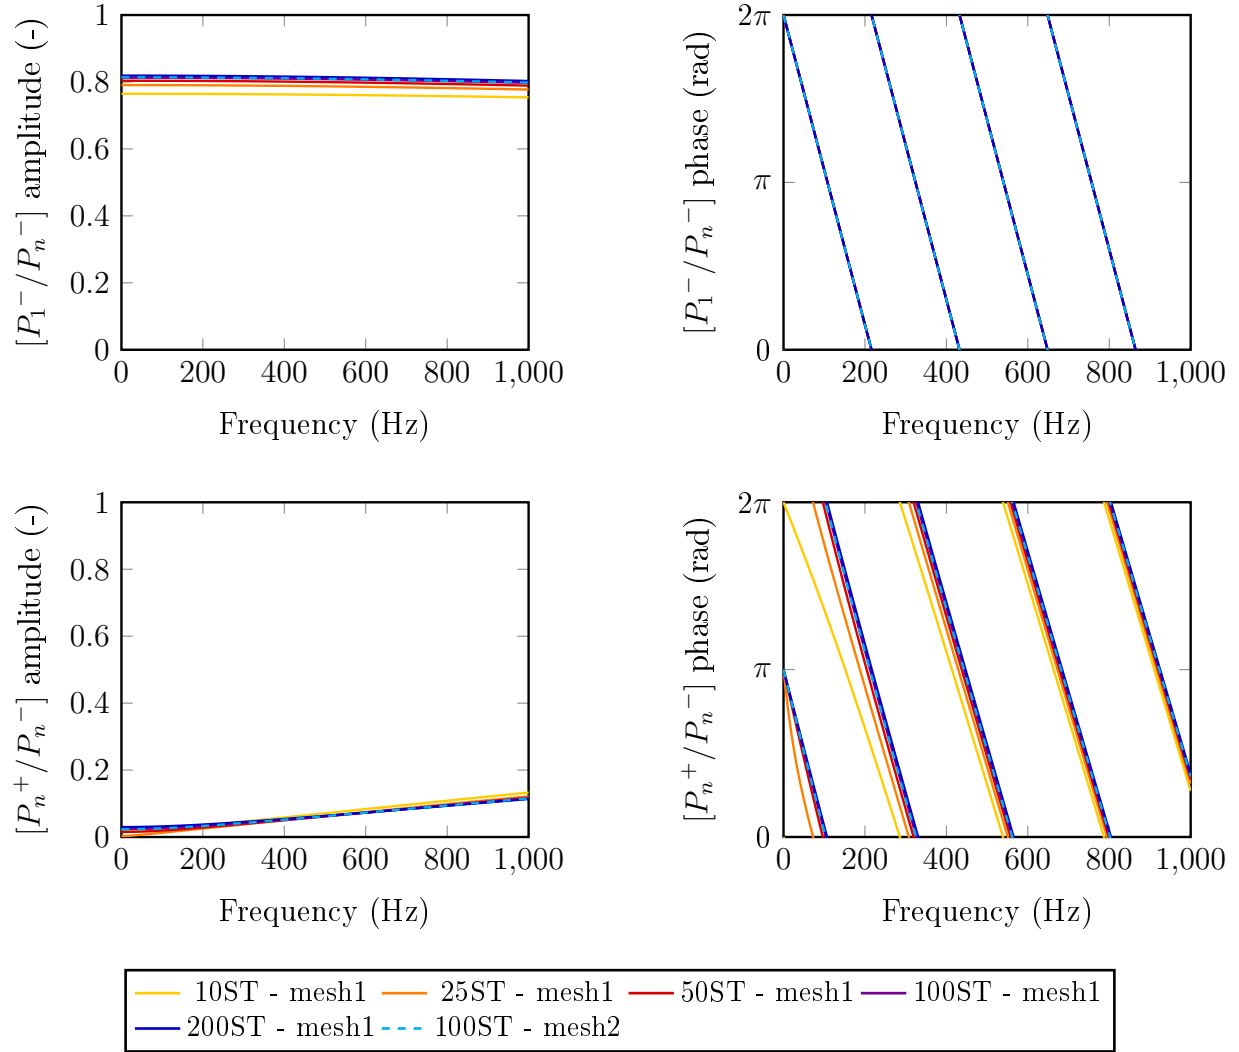 1
0.8
0.6
0.4
0.2
0
[P₁⁻/Pₙ⁻] amplitude (-)
0 200 400 600 800 1,000
Frequency (Hz)
2π
π
0
[P₁⁻/Pₙ⁻] phase (rad)
0 200 400 600 800 1,000
Frequency (Hz)
1
0.8
0.6
0.4
0.2
0
[Pₙ⁺/Pₙ⁻] amplitude (-)
0 200 400 600 800 1,000
Frequency (Hz)
2π
π
0
[Pₙ⁺/Pₙ⁻] phase (rad)
0 200 400 600 800 1,000
Frequency (Hz)
10ST - mesh1 25ST - mesh1 50ST - mesh1 100ST - mesh1
200ST - mesh1 100ST - mesh2